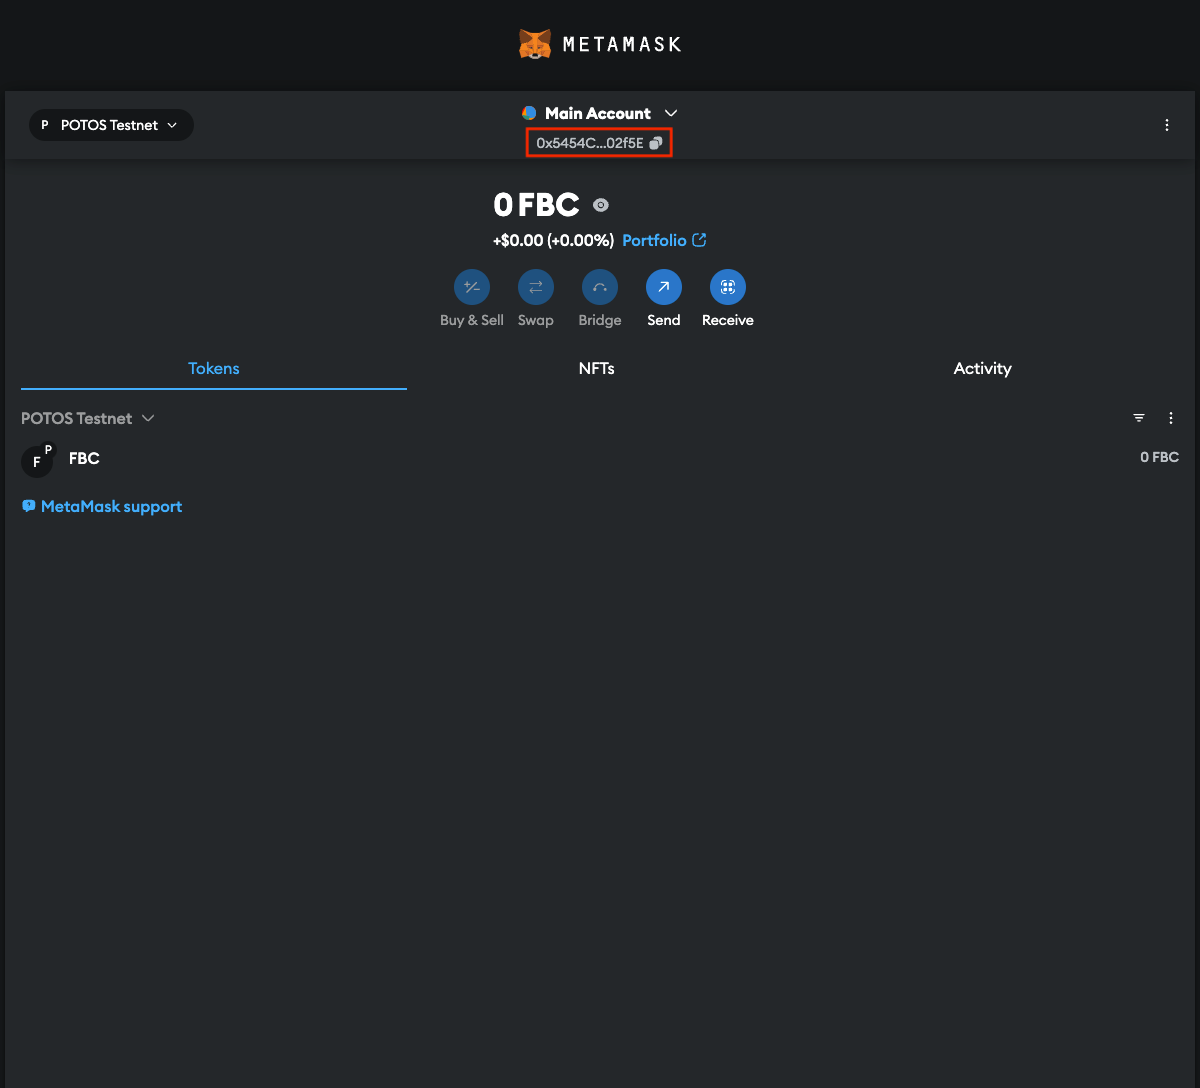 METAMASK
P POTOS Testnet
Main Account
0x5454C...02f5E
0 FBC
+$0.00 (+0.00%) Portfolio
Buy & Sell Swap Bridge Send Receive
Tokens NFTs Activity
POTOS Testnet
F P FBC 0 FBC
MetaMask support